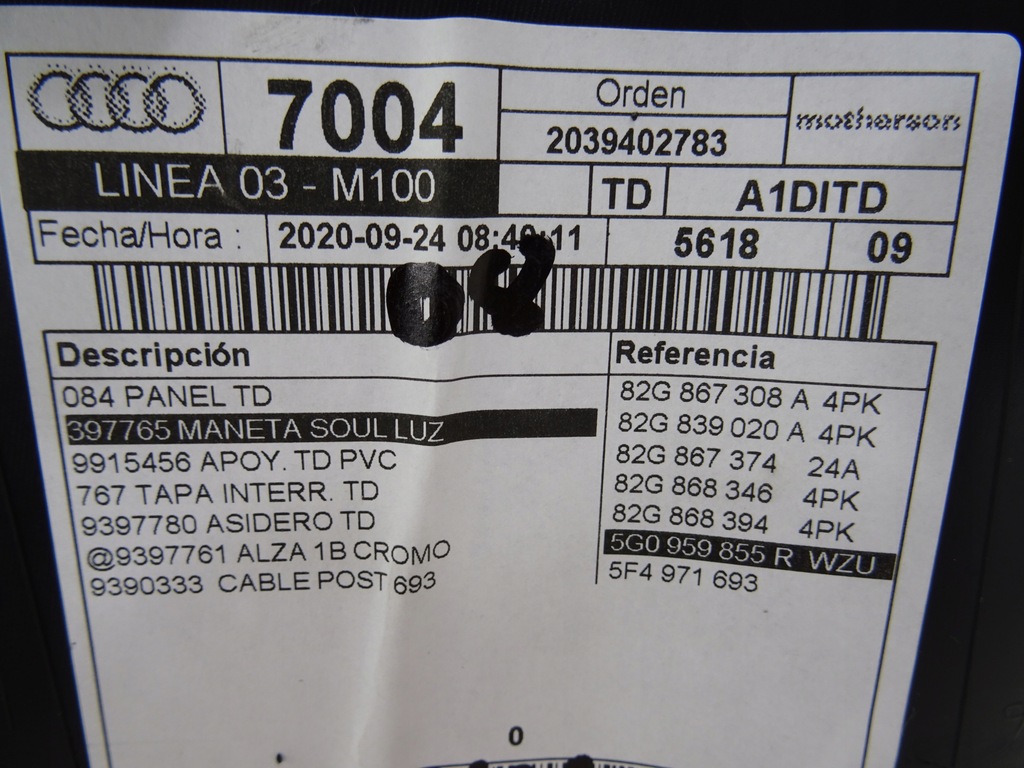 7004
Orden
2039402783
motherson
LINEA 03 - M100
TD
A1DITD
Fecha/Hora :
2020-09-24 08:40:11
5618
09
Descripción
Referencia
084 PANEL TD
82G 867 308 A 4PK
397765 MANETA SOUL LUZ
82G 839 020 A 4PK
9915456 APOY. TD PVC
82G 867 374 24A
767 TAPA INTERR. TD
82G 868 346 4PK
9397780 ASIDERO TD
82G 868 394 4PK
@9397761 ALZA 1B CROMO
5G0 959 855 R WZU
9390333 CABLE POST 693
5F4 971 693
0